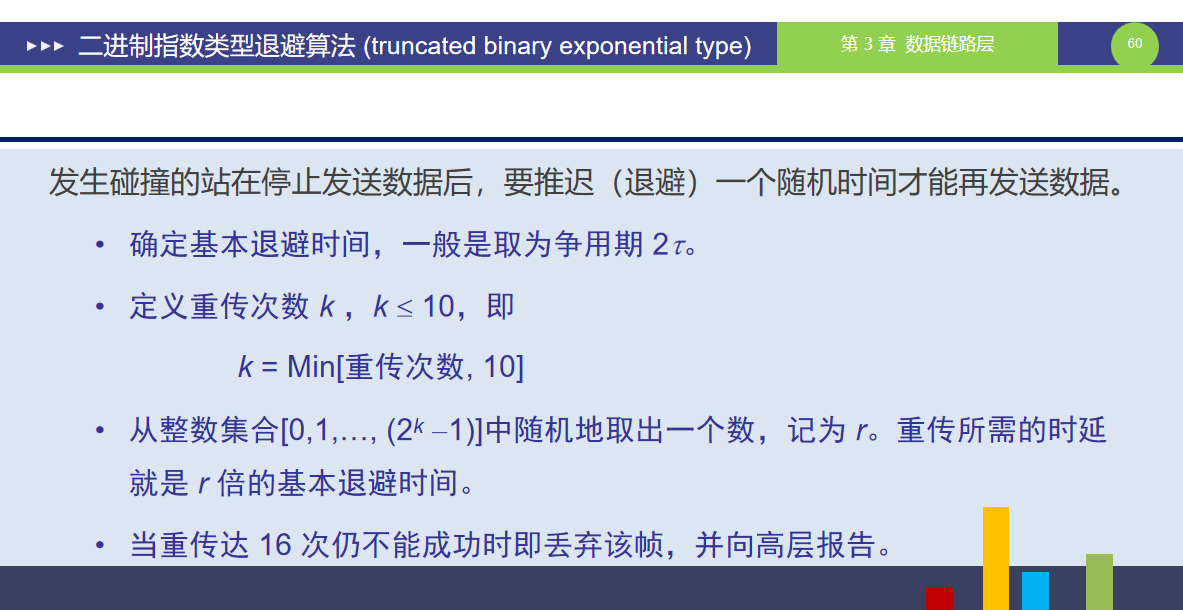 ►►► 二进制指数类型退避算法 (truncated binary exponential type)
第 3 章 数据链路层
60
发生碰撞的站在停止发送数据后，要推迟（退避）一个随机时间才能再发送数据。
• 确定基本退避时间，一般是取为争用期 2τ。
• 定义重传次数 k ，k ≤ 10，即
k = Min[重传次数, 10]
• 从整数集合[0,1,…, (2ᵏ –1)]中随机地取出一个数，记为 r。重传所需的时延
就是 r 倍的基本退避时间。
• 当重传达 16 次仍不能成功时即丢弃该帧，并向高层报告。